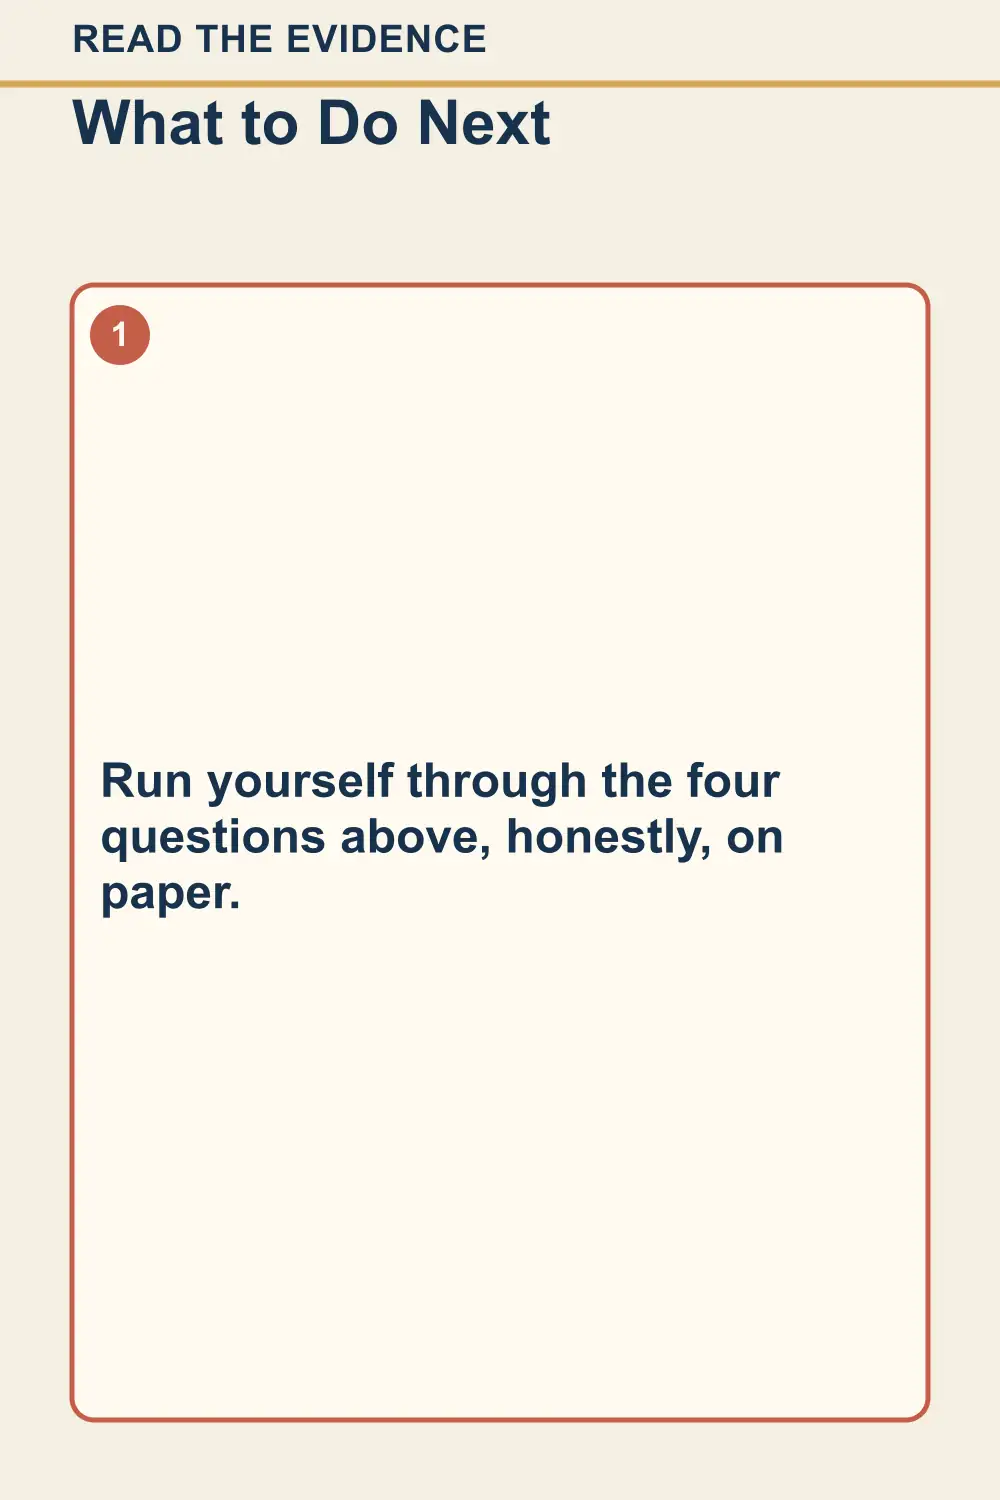 READ THE EVIDENCE
What to Do Next
1
Run yourself through the four
questions above, honestly, on
paper.